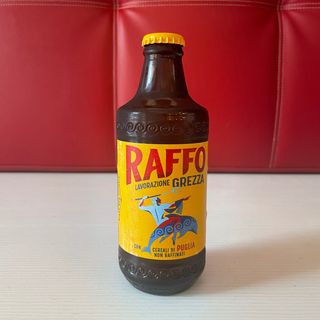 RAFFO
LAVORAZIONE GREZZA
CON CEREALI DI PUGLIA
NON RAFFINATI